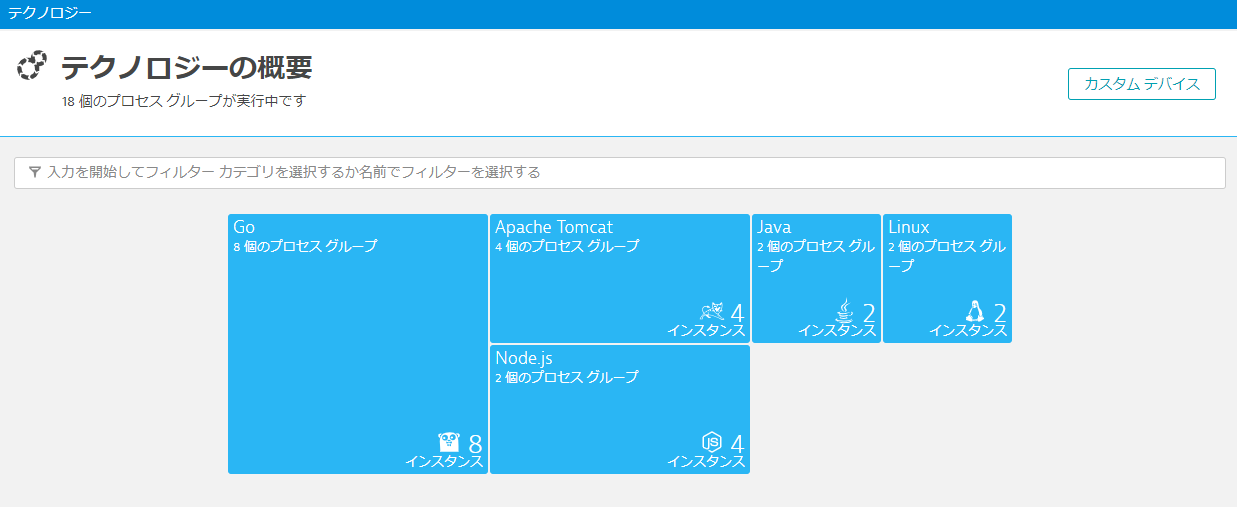 テクノロジー
テクノロジーの概要
18 個のプロセス グループが実行中です
カスタム デバイス
入力を開始してフィルター カテゴリを選択するか名前でフィルターを選択する
Go
8 個のプロセス グループ
8
インスタンス
Apache Tomcat
4 個のプロセス グループ
4
インスタンス
Java
2 個のプロセス グル
ープ
2
インスタンス
Linux
2 個のプロセス グル
ープ
2
インスタンス
Node.js
2 個のプロセス グループ
JS 4
インスタンス